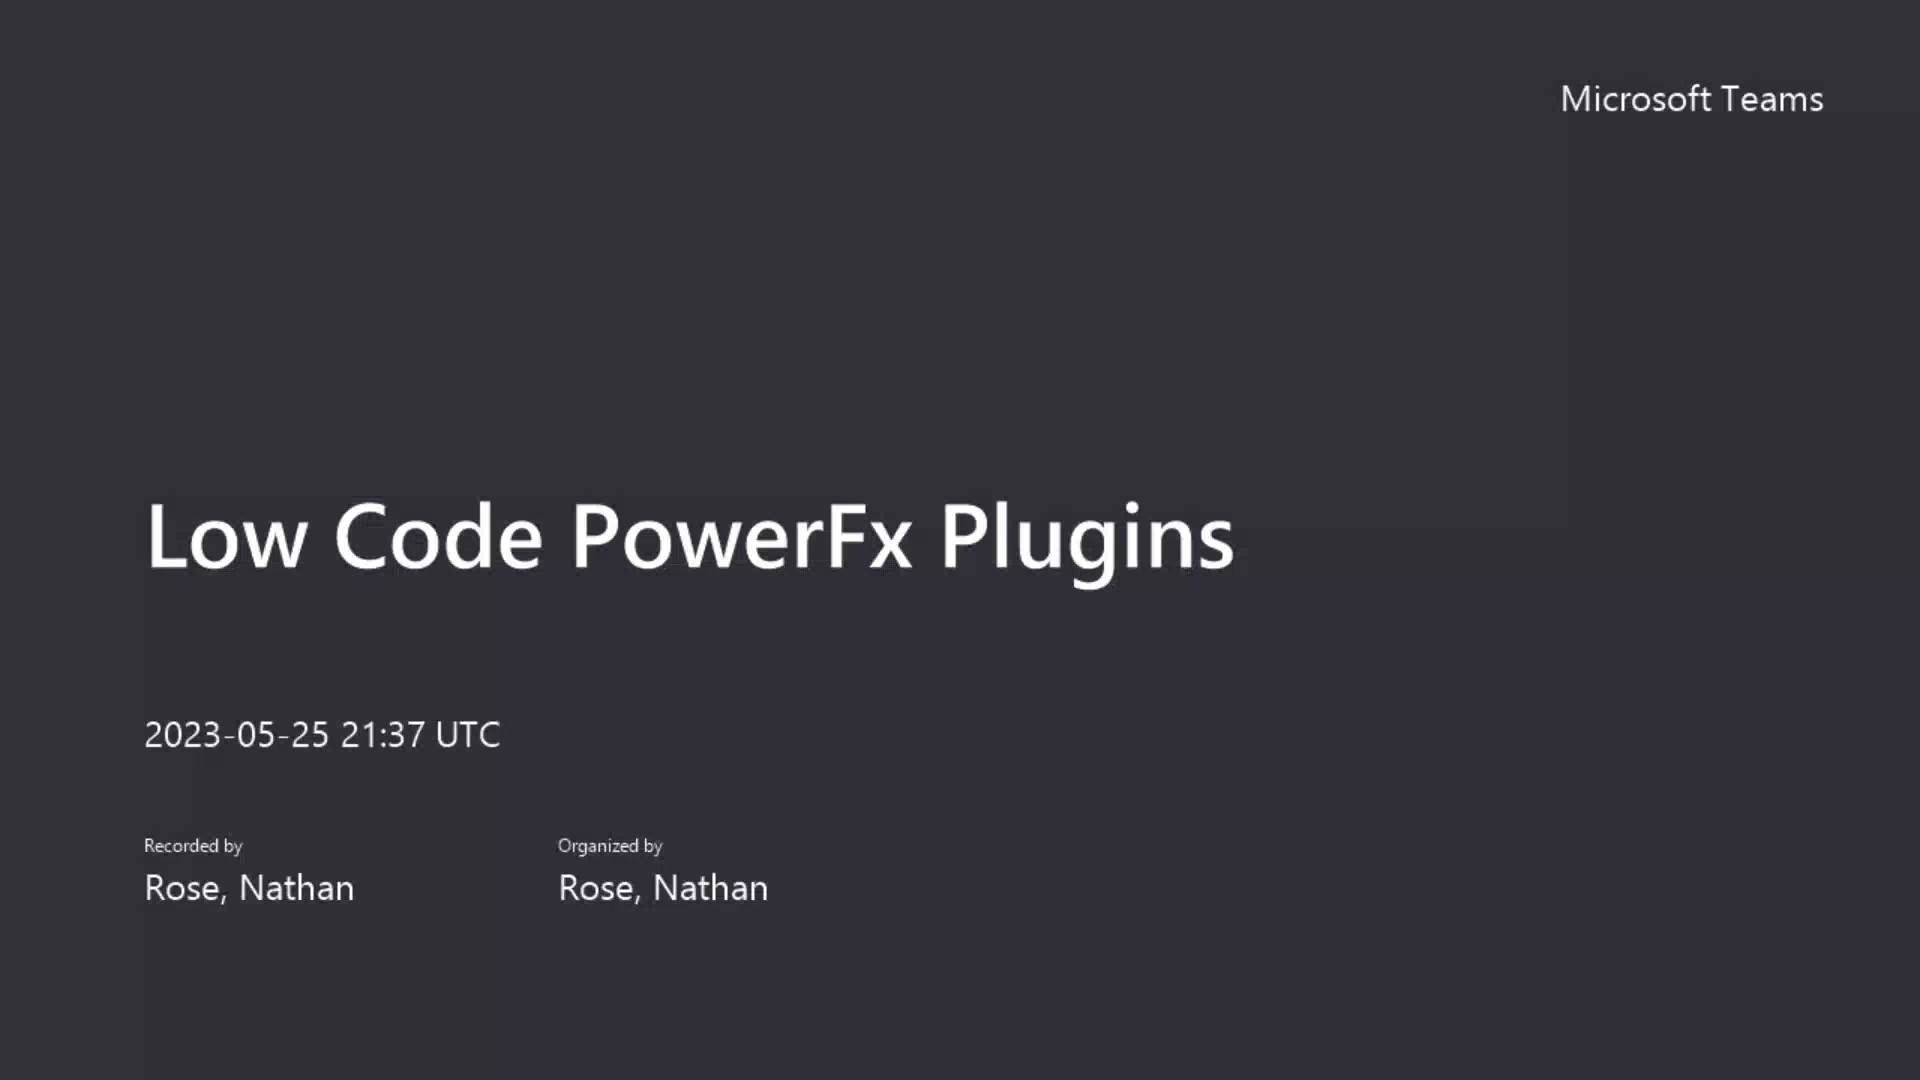 Microsoft Teams
Low Code PowerFx Plugins
2023-05-25 21:37 UTC
Recorded by
Rose, Nathan
Organized by
Rose, Nathan